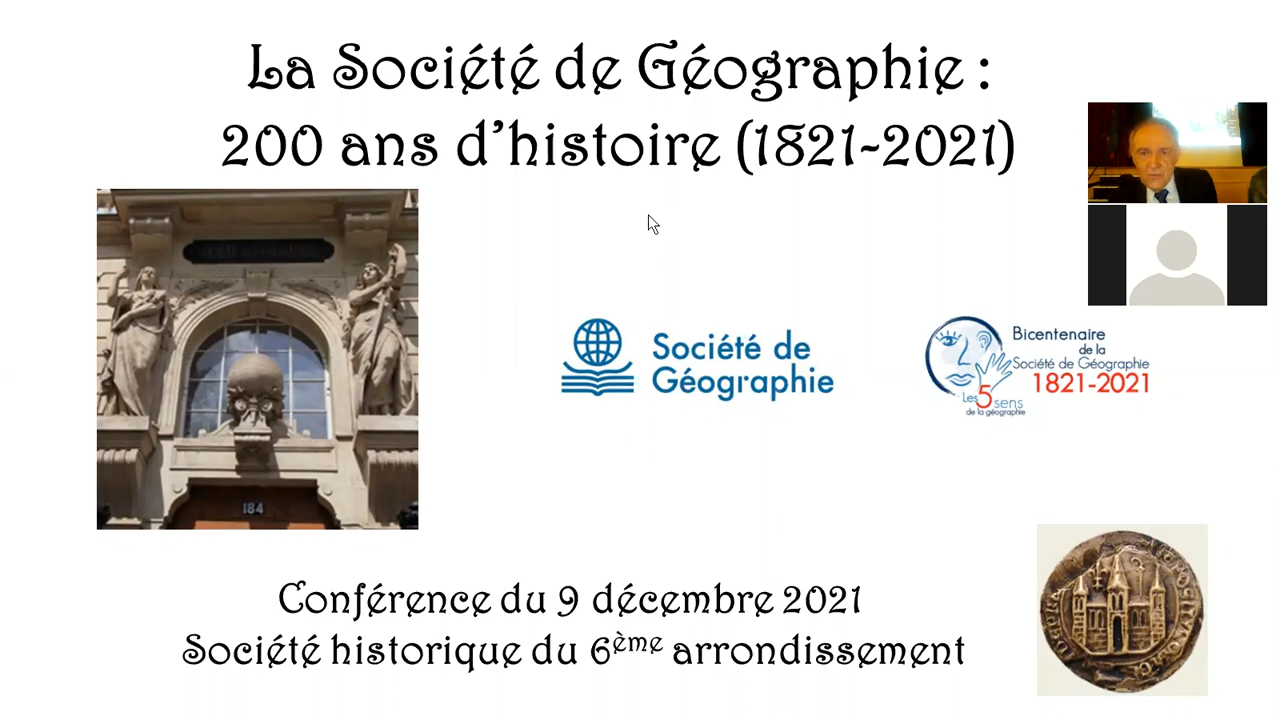 La Société de Géographie :
200 ans d'histoire (1821-2021)
184
Société de
Géographie
Bicentenaire
de la
Société de Géographie
1821-2021
Les 5 sens
de la géographie
Conférence du 9 décembre 2021
Société historique du 6ème arrondissement